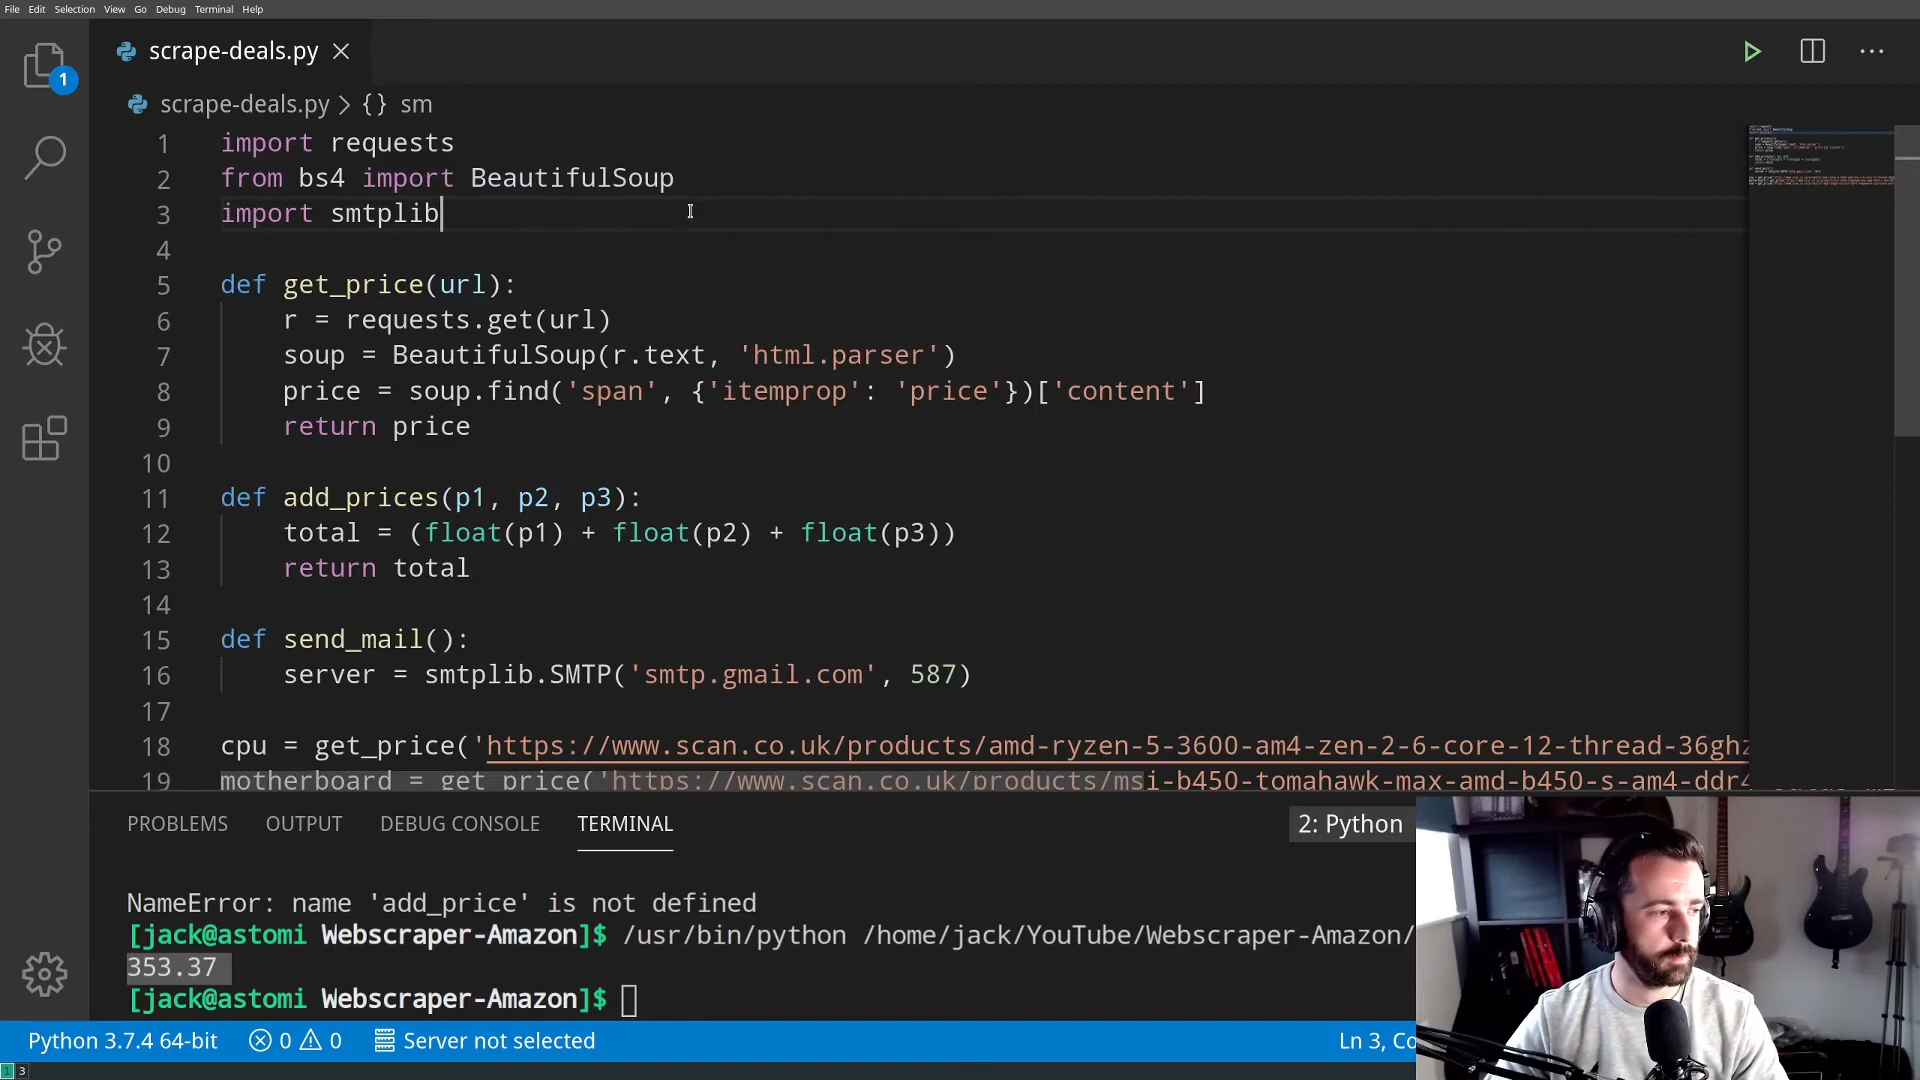 File Edit Selection View Go Debug Terminal Help
scrape-deals.py
1
scrape-deals.py > {} sm
1 import requests
2 from bs4 import BeautifulSoup
3 import smtplib
4
5 def get_price(url):
6 r = requests.get(url)
7 soup = BeautifulSoup(r.text, 'html.parser')
8 price = soup.find('span', {'itemprop': 'price'})['content']
9 return price
10
11 def add_prices(p1, p2, p3):
12 total = (float(p1) + float(p2) + float(p3))
13 return total
14
15 def send_mail():
16 server = smtplib.SMTP('smtp.gmail.com', 587)
17
18 cpu = get_price('https://www.scan.co.uk/products/amd-ryzen-5-3600-am4-zen-2-6-core-12-thread-36ghz
19 motherboard = get_price('https://www.scan.co.uk/products/msi-b450-tomahawk-max-amd-b450-s-am4-ddr4
PROBLEMS OUTPUT DEBUG CONSOLE TERMINAL 2: Python
NameError: name 'add_price' is not defined
[jack@astomi Webscraper-Amazon]$ /usr/bin/python /home/jack/YouTube/Webscraper-Amazon/
353.37
[jack@astomi Webscraper-Amazon]$
Python 3.7.4 64-bit 0 0 Server not selected Ln 3, Co
1 3